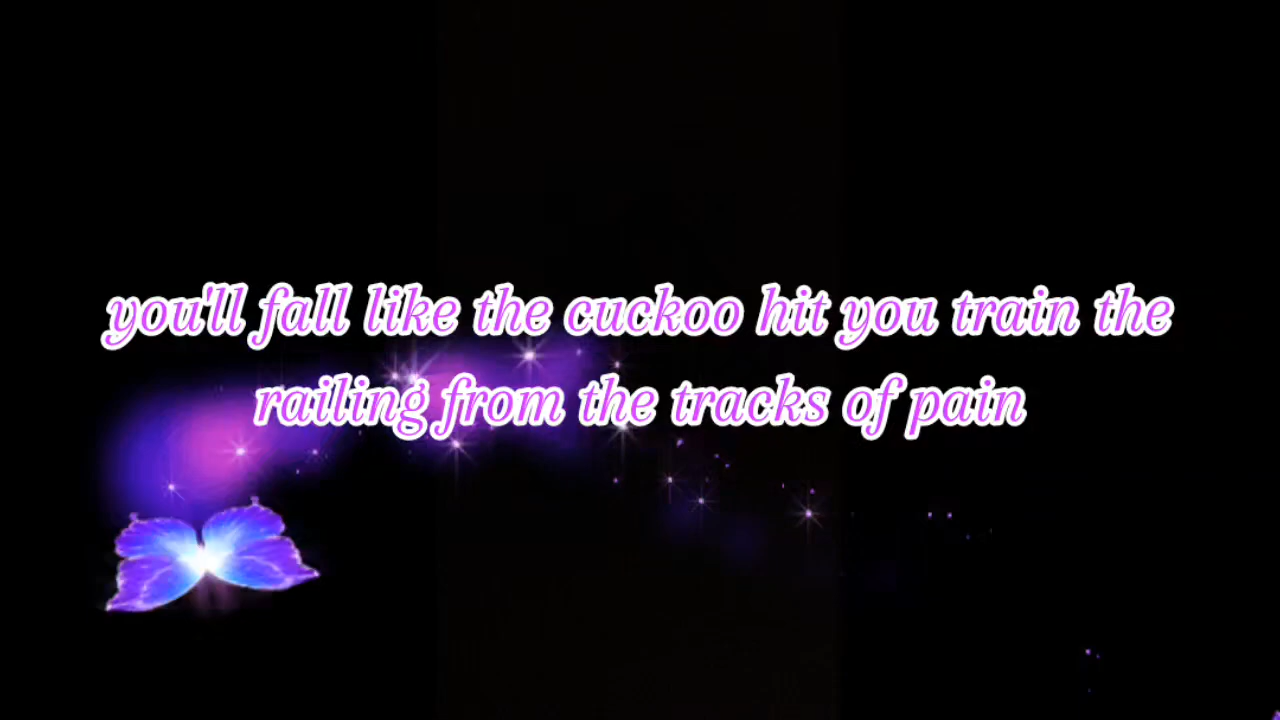 you'll fall like the cuckoo hit you train the
railing from the tracks of pain